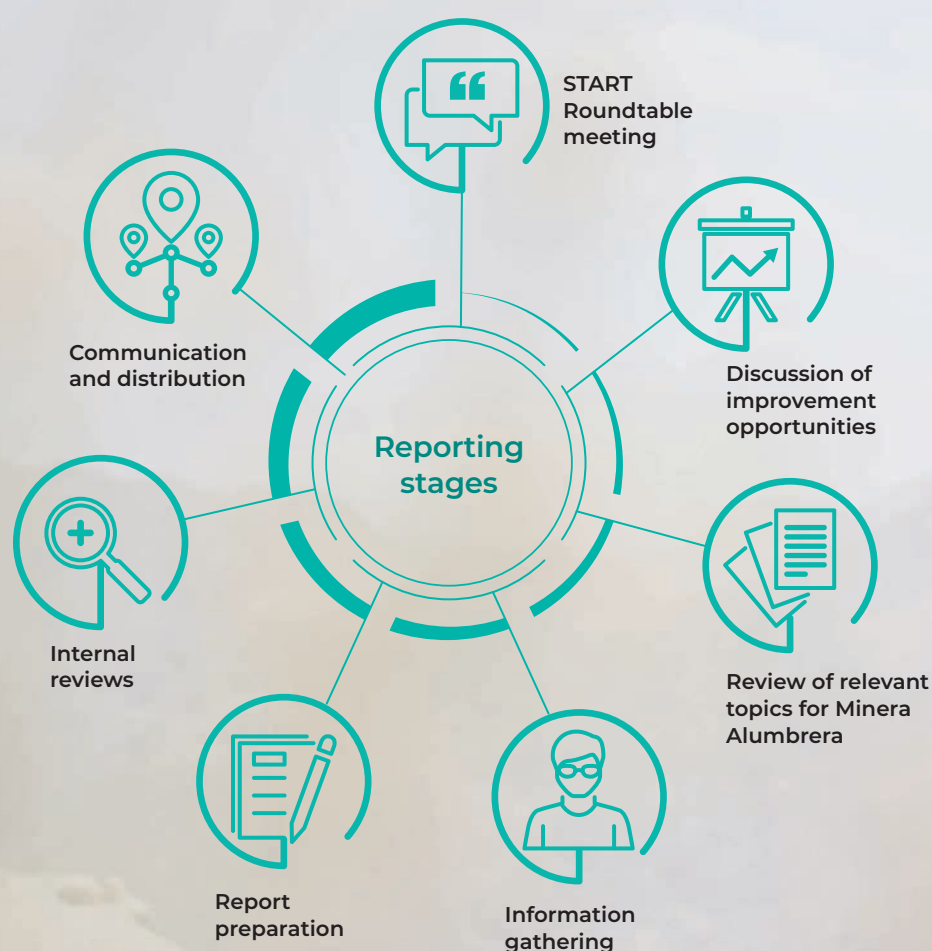 START
Roundtable
meeting
Discussion of
improvement
opportunities
Review of relevant
topics for Minera
Alumbrera
Information
gathering
Report
preparation
Internal
reviews
Communication
and distribution
Reporting
stages